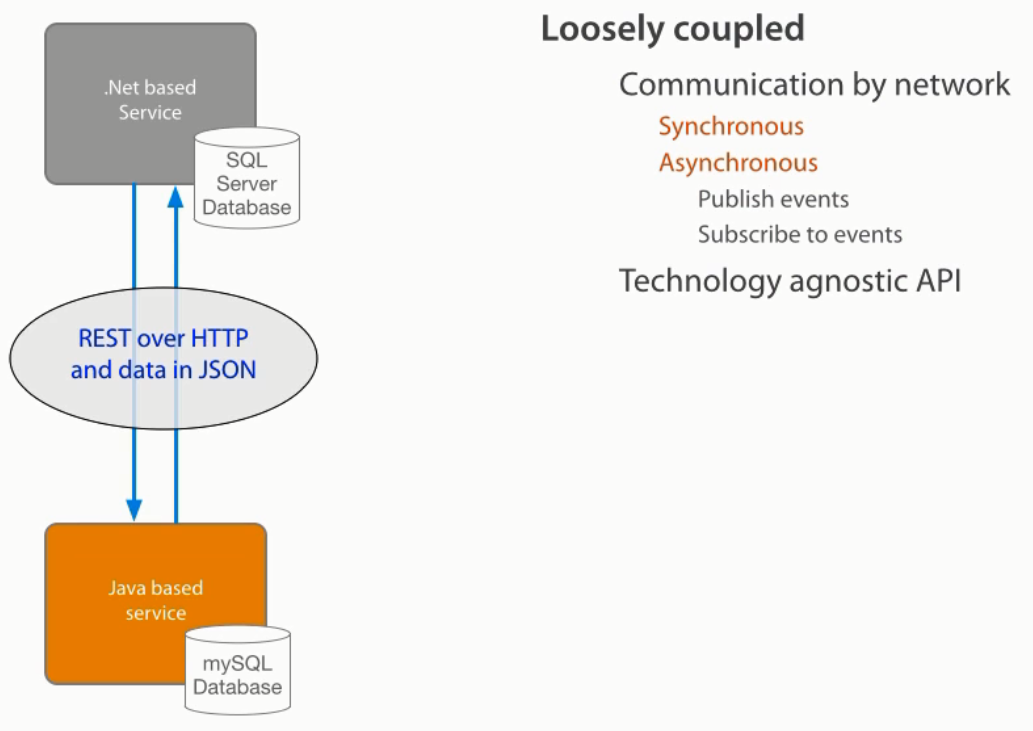 .Net based
Service
SQL
Server
Database
REST over HTTP
and data in JSON
Java based
service
mySQL
Database
Loosely coupled
Communication by network
Synchronous
Asynchronous
Publish events
Subscribe to events
Technology agnostic API